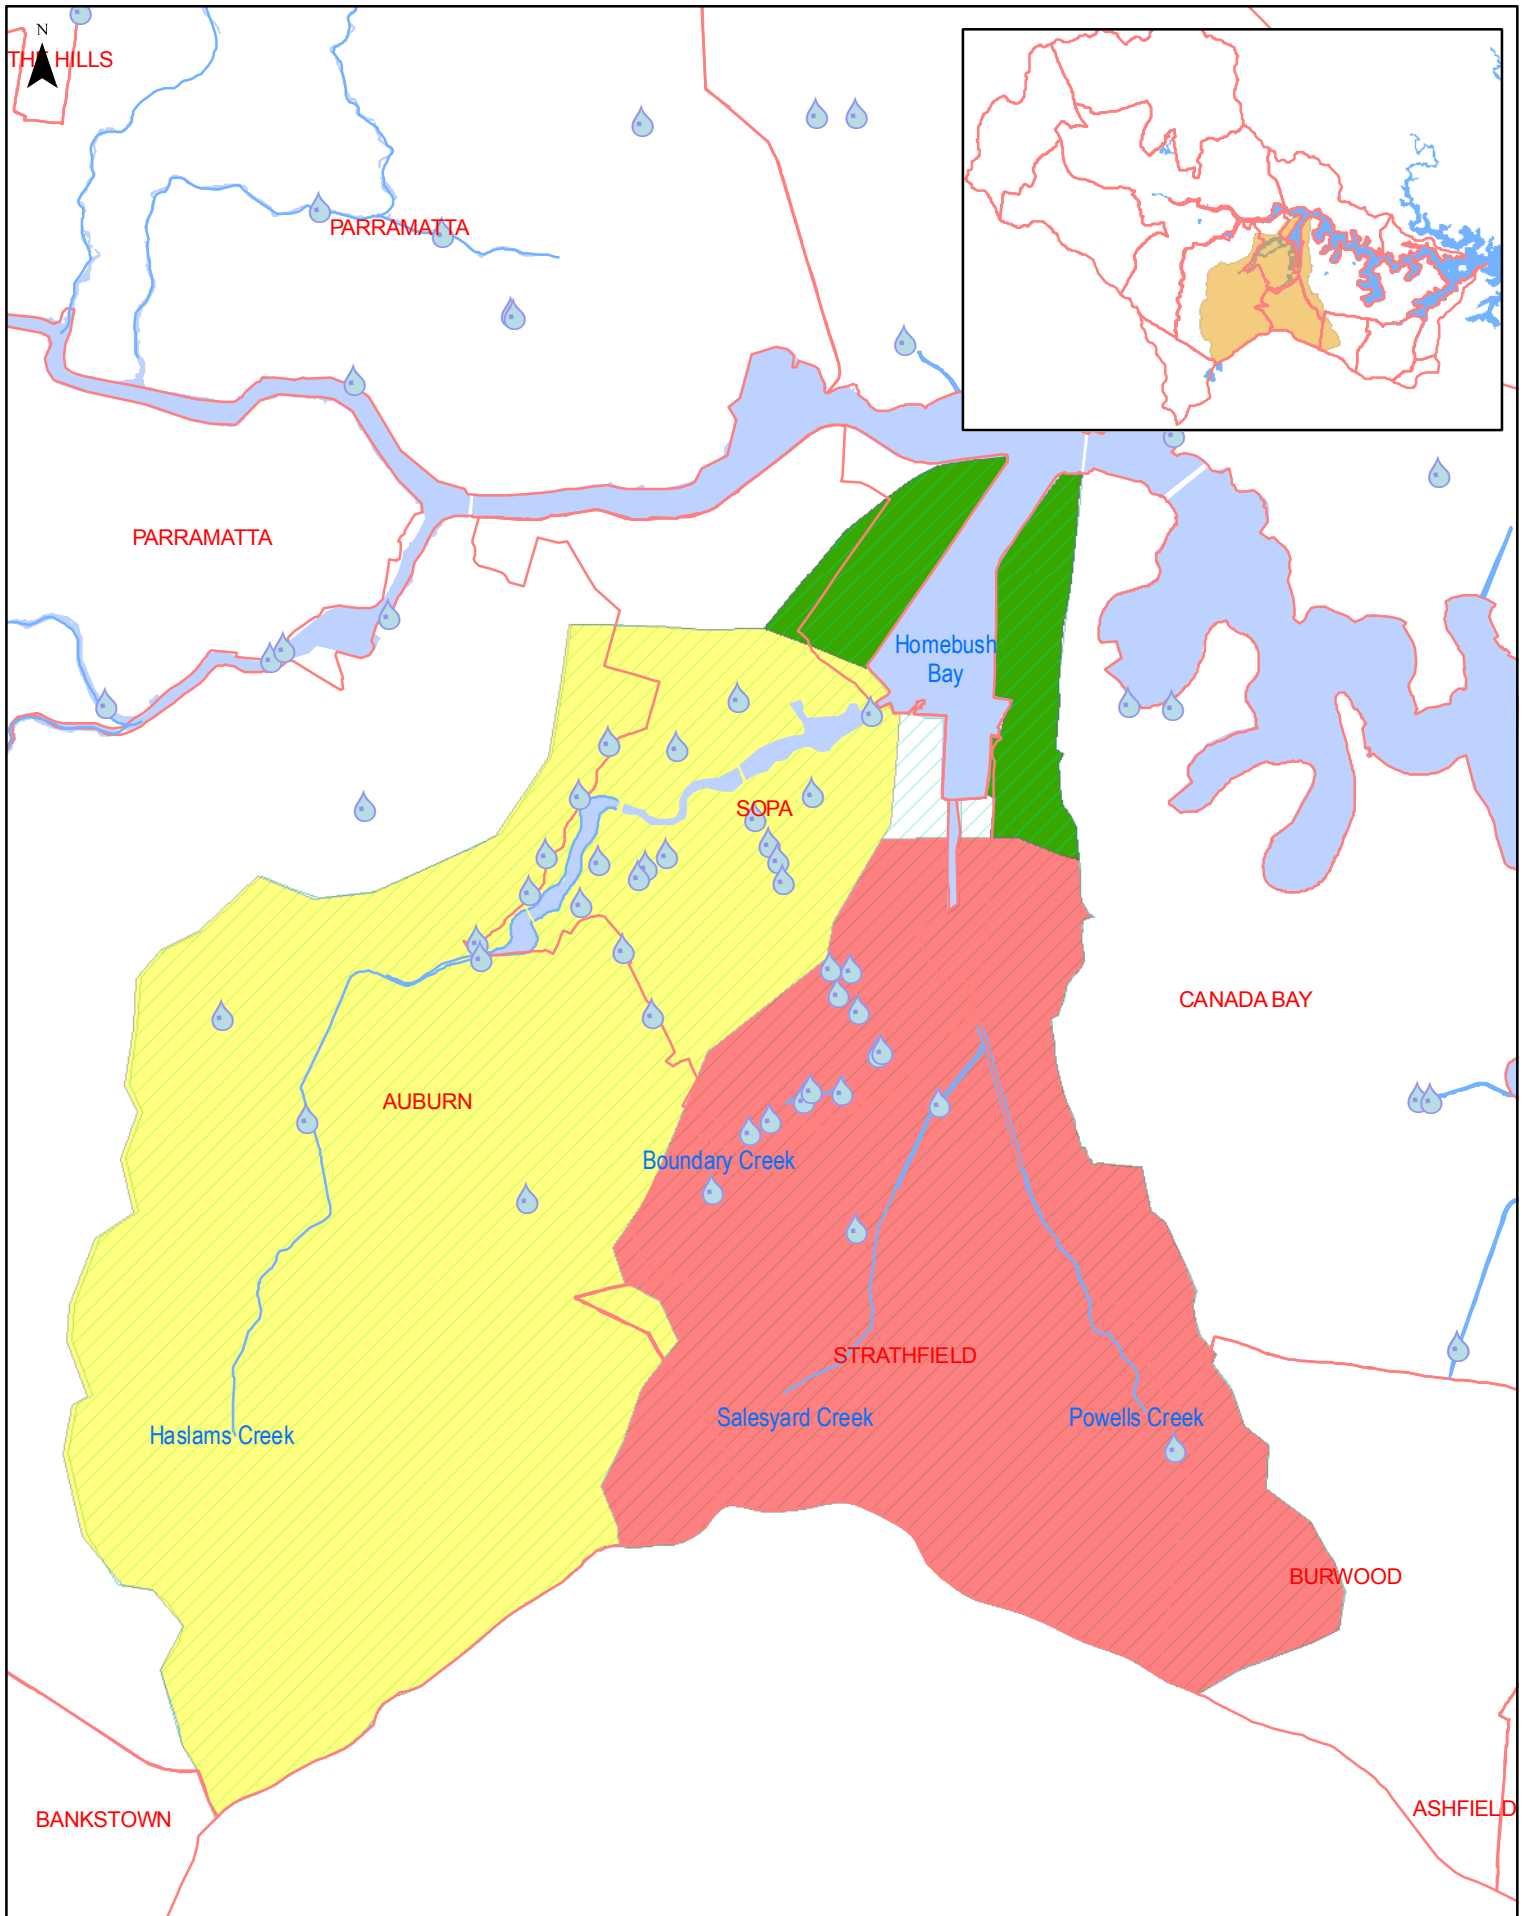 N
THE HILLS
PARRAMATTA
PARRAMATTA
Homebush
Bay
SOPA
CANADA BAY
AUBURN
Boundary Creek
STRATHFIELD
Salesyard Creek
Powells Creek
Haslams Creek
BURWOOD
ASHFIELD
BANKSTOWN